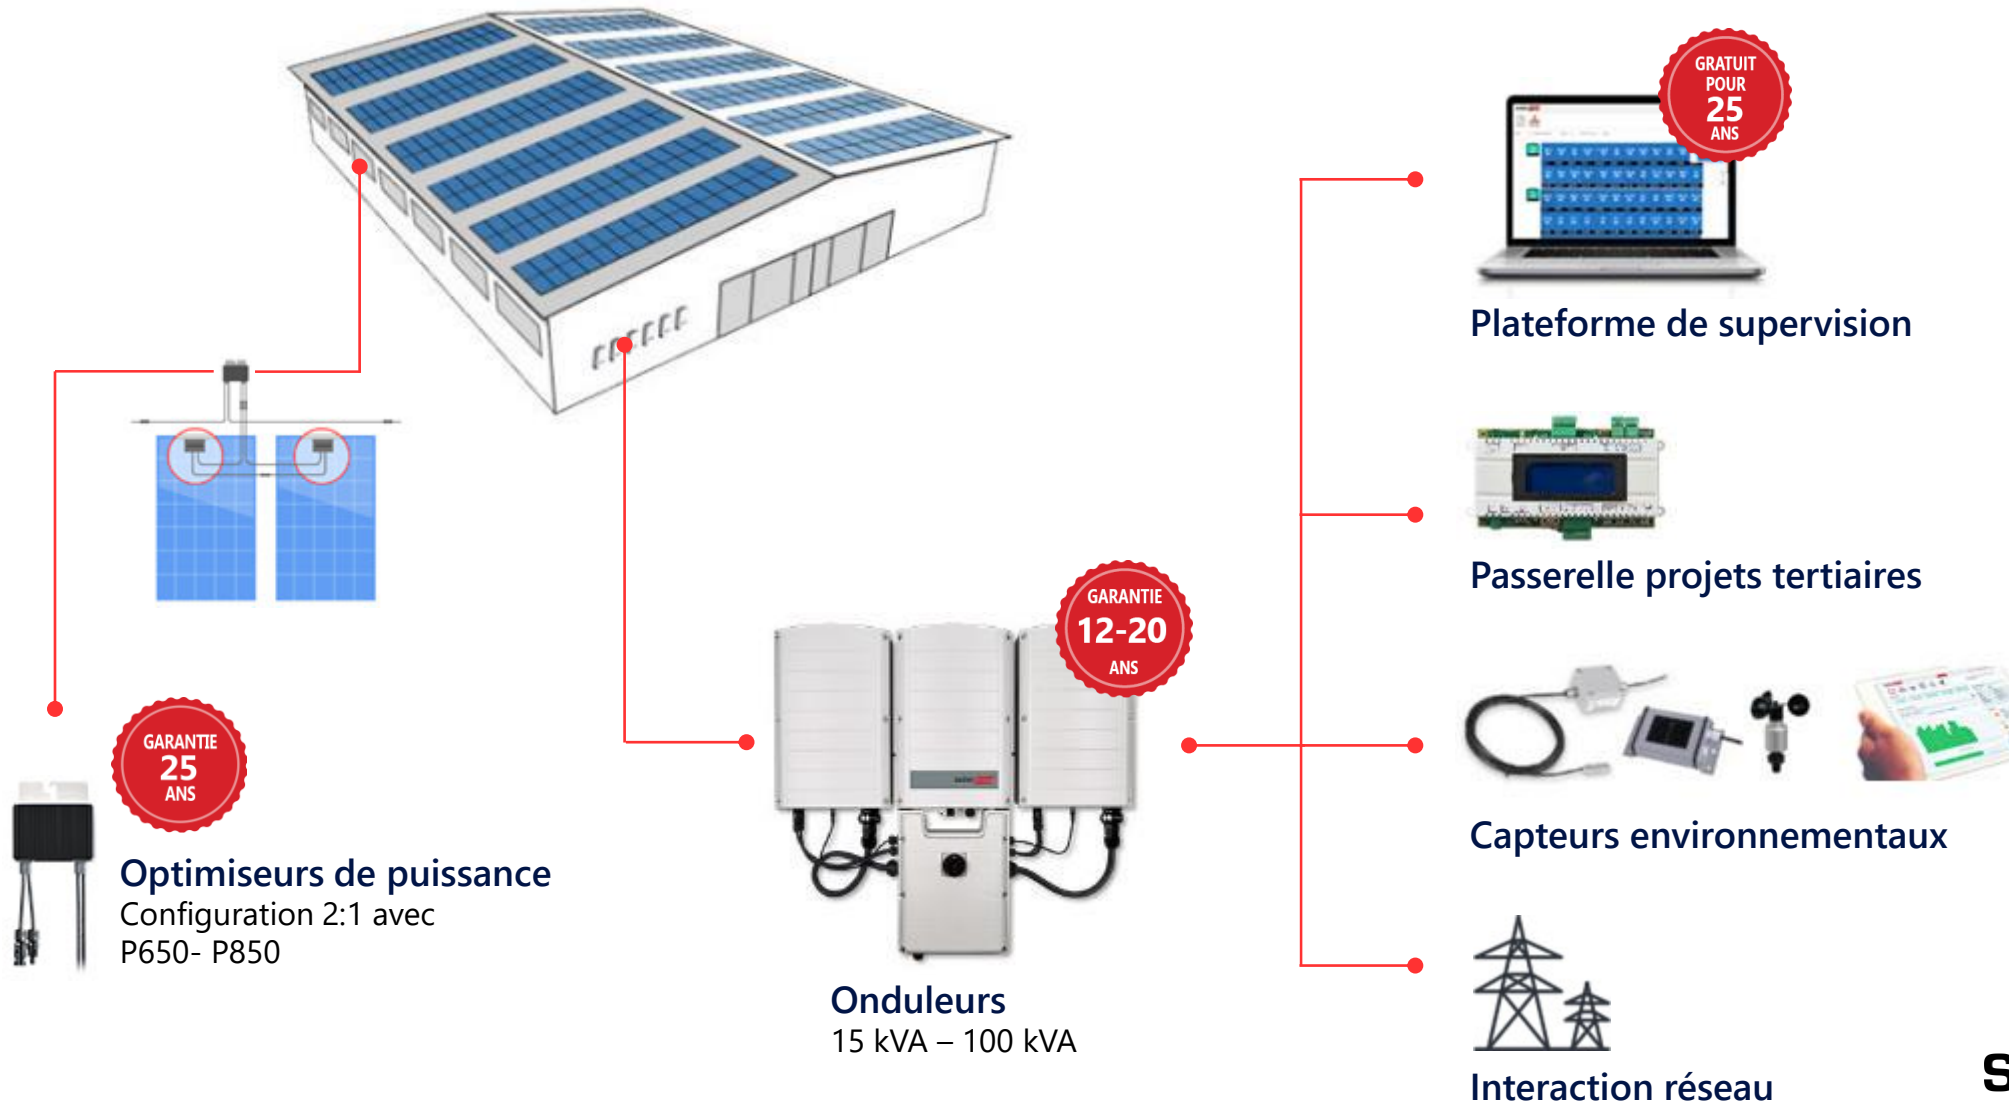 GRATUIT
POUR
25
ANS
Plateforme de supervision
Passerelle projets tertiaires
GARANTIE
12-20
ANS
GARANTIE
25
ANS
Capteurs environnementaux
Optimiseurs de puissance
Configuration 2:1 avec
P650- P850
Onduleurs
15 kVA – 100 kVA
Interaction réseau
S